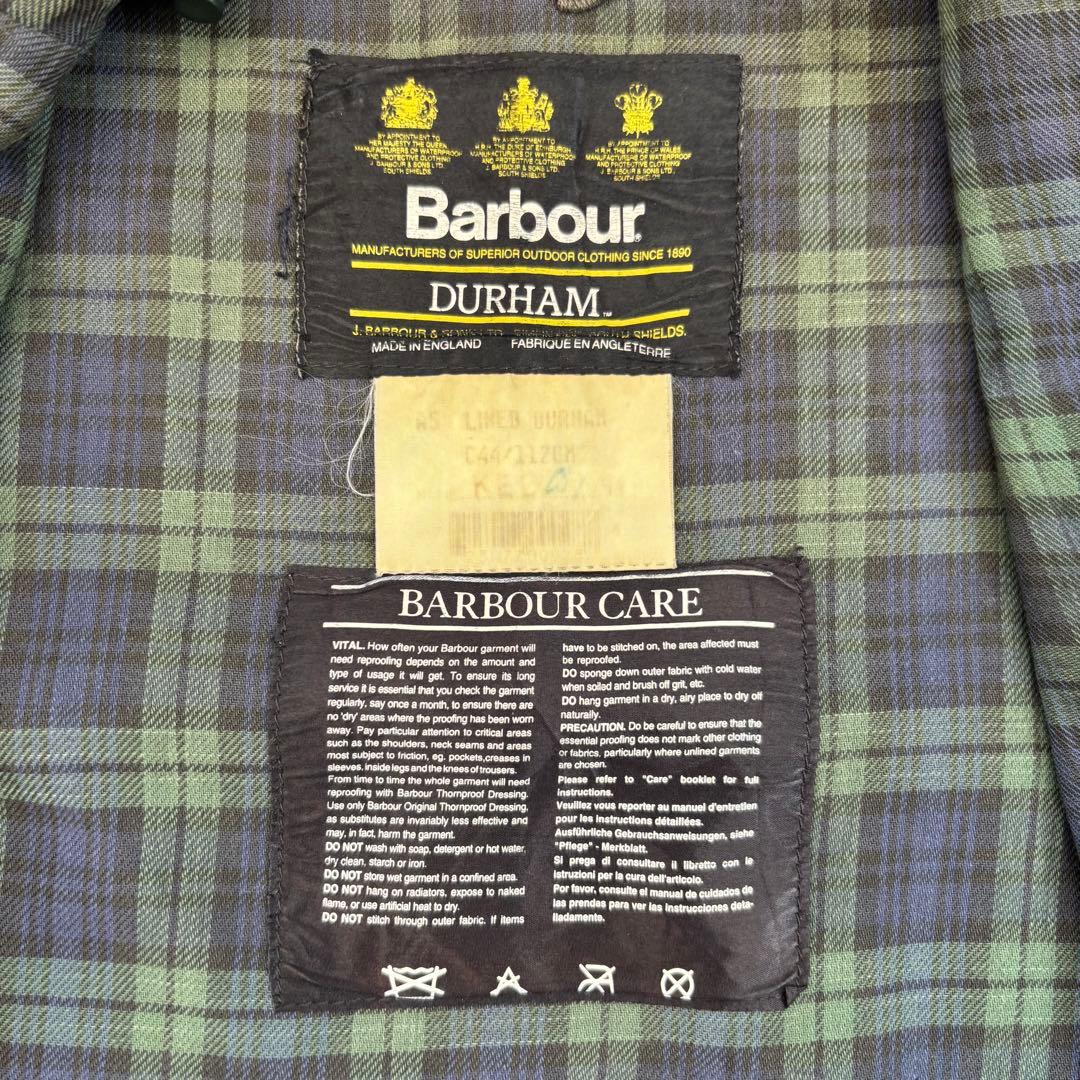 BY APPOINTMENT TO
HER MAJESTY THE QUEEN
MANUFACTURERS OF WATERPROOF
AND PROTECTIVE CLOTHING
J. BARBOUR & SONS LTD
SOUTH SHIELDS
BY APPOINTMENT TO
H.R.H. THE DUKE OF EDINBURGH
MANUFACTURERS OF WATERPROOF
AND PROTECTIVE CLOTHING
J. BARBOUR & SONS LTD
SOUTH SHIELDS
BY APPOINTMENT TO
H.R.H. THE PRINCE OF WALES
MANUFACTURERS OF WATERPROOF
AND PROTECTIVE CLOTHING
J. BARBOUR & SONS LTD
SOUTH SHIELDS
Barbour®
MANUFACTURERS OF SUPERIOR OUTDOOR CLOTHING SINCE 1890
DURHAM™
J. BARBOUR & SONS LTD. SOUTH SHIELDS.
MADE IN ENGLAND FABRIQUE EN ANGLETERRE
LINED DURHAM
C44/112CM
BARBOUR CARE
VITAL. How often your Barbour garment will
need reproofing depends on the amount and
type of usage it will get. To ensure its long
service it is essential that you check the garment
regularly, say once a month, to ensure there are
no 'dry' areas where the proofing has been worn
away. Pay particular attention to critical areas
such as the shoulders, neck seams and areas
most subject to friction, eg. pockets,creases in
sleeves, inside legs and the knees of trousers.
From time to time the whole garment will need
reproofing with Barbour Thornproof Dressing.
Use only Barbour Original Thornproof Dressing,
as substitutes are invariably less effective and
may, in fact, harm the garment.
DO NOT wash with soap, detergent or hot water,
dry clean, starch or iron.
DO NOT store wet garment in a confined area.
DO NOT hang on radiators, expose to naked
flame, or use artificial heat to dry.
DO NOT stitch through outer fabric. If items
have to be stitched on, the area affected must
be reproofed.
DO sponge down outer fabric with cold water
when soiled and brush off grit, etc.
DO hang garment in a dry, airy place to dry off
naturally.
PRECAUTION. Do be careful to ensure that the
essential proofing does not mark other clothing
or fabrics, particularly where unlined garments
are chosen.
Please refer to "Care" booklet for full
instructions.
Veuillez vous reporter au manuel d'entretien
pour les instructions détaillées.
Ausführliche Gebrauchsanweisungen, siehe
"Pflege" - Merkblatt.
Si prega di consultare il libretto con le
istruzioni per la cura dell'articolo.
Por favor, consulte el manual de cuidados de
las prendas para ver las instrucciones deta-
lladamente.